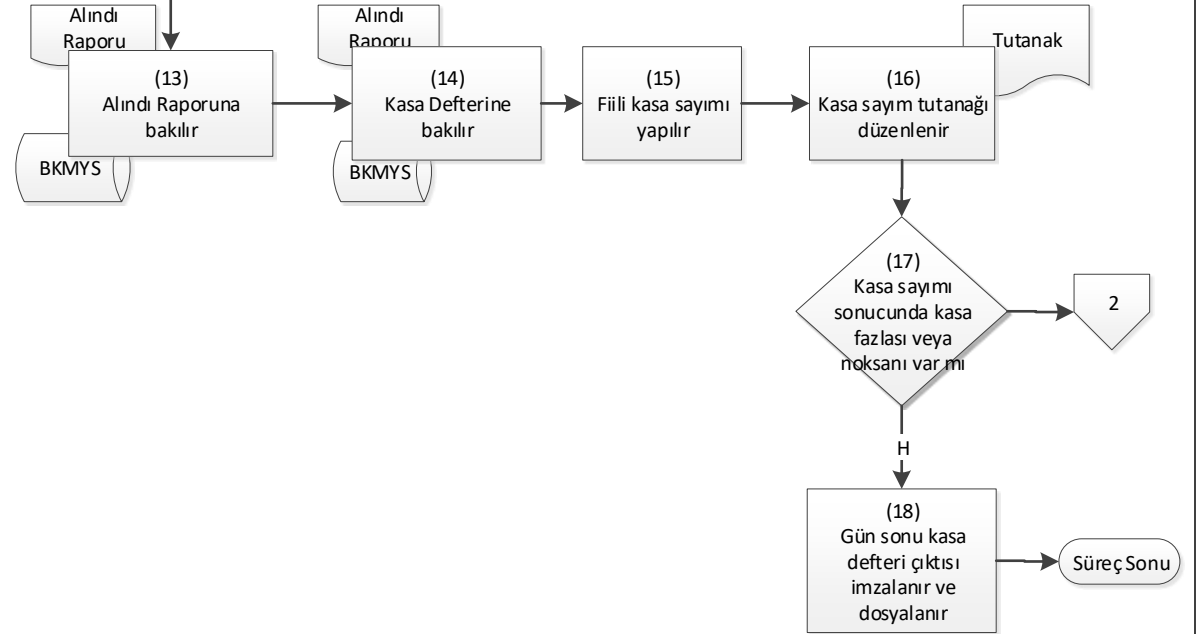 Alındı
Raporu
(13)
Alındı Raporuna
bakılır
BKMYS
Alındı
Raporu
(14)
Kasa Defterine
bakılır
BKMYS
(15)
Fiili kasa sayımı
yapılır
Tutanak
(16)
Kasa sayım tutanağı
düzenlenir
(17)
Kasa sayımı
sonucunda kasa
fazlası veya
noksanı var mı
2
H
(18)
Gün sonu kasa
defteri çıktısı
imzalanır ve
dosyalanır
Süreç Sonu